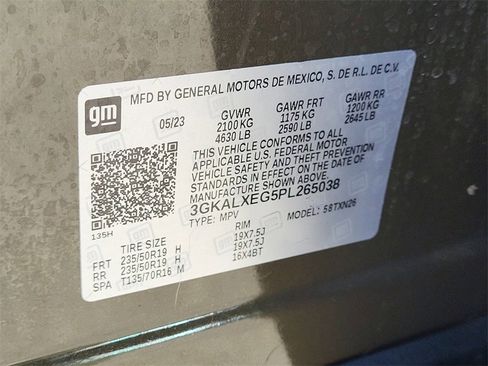 MFD BY GENERAL MOTORS DE MEXICO, S. DE R.L. DE C.V.
gm
05/23 GVWR GAWR FRT GAWR RR
2100 KG 1175 KG 1200 KG
4630 LB 2590 LB 2645 LB
THIS VEHICLE CONFORMS TO ALL
APPLICABLE U.S. FEDERAL MOTOR
VEHICLE SAFETY AND THEFT PREVENTION
STANDARDS IN EFFECT ON THE DATE OF
MANUFACTURE SHOWN ABOVE.
3GKALXEG5PL265038
135H TYPE: MPV MODEL: 58TXN26
TIRE SIZE RIM
FRT 235/50R19 H 19X7.5J
RR 235/50R19 H 19X7.5J
SPA T135/70R16 M 16X4BT